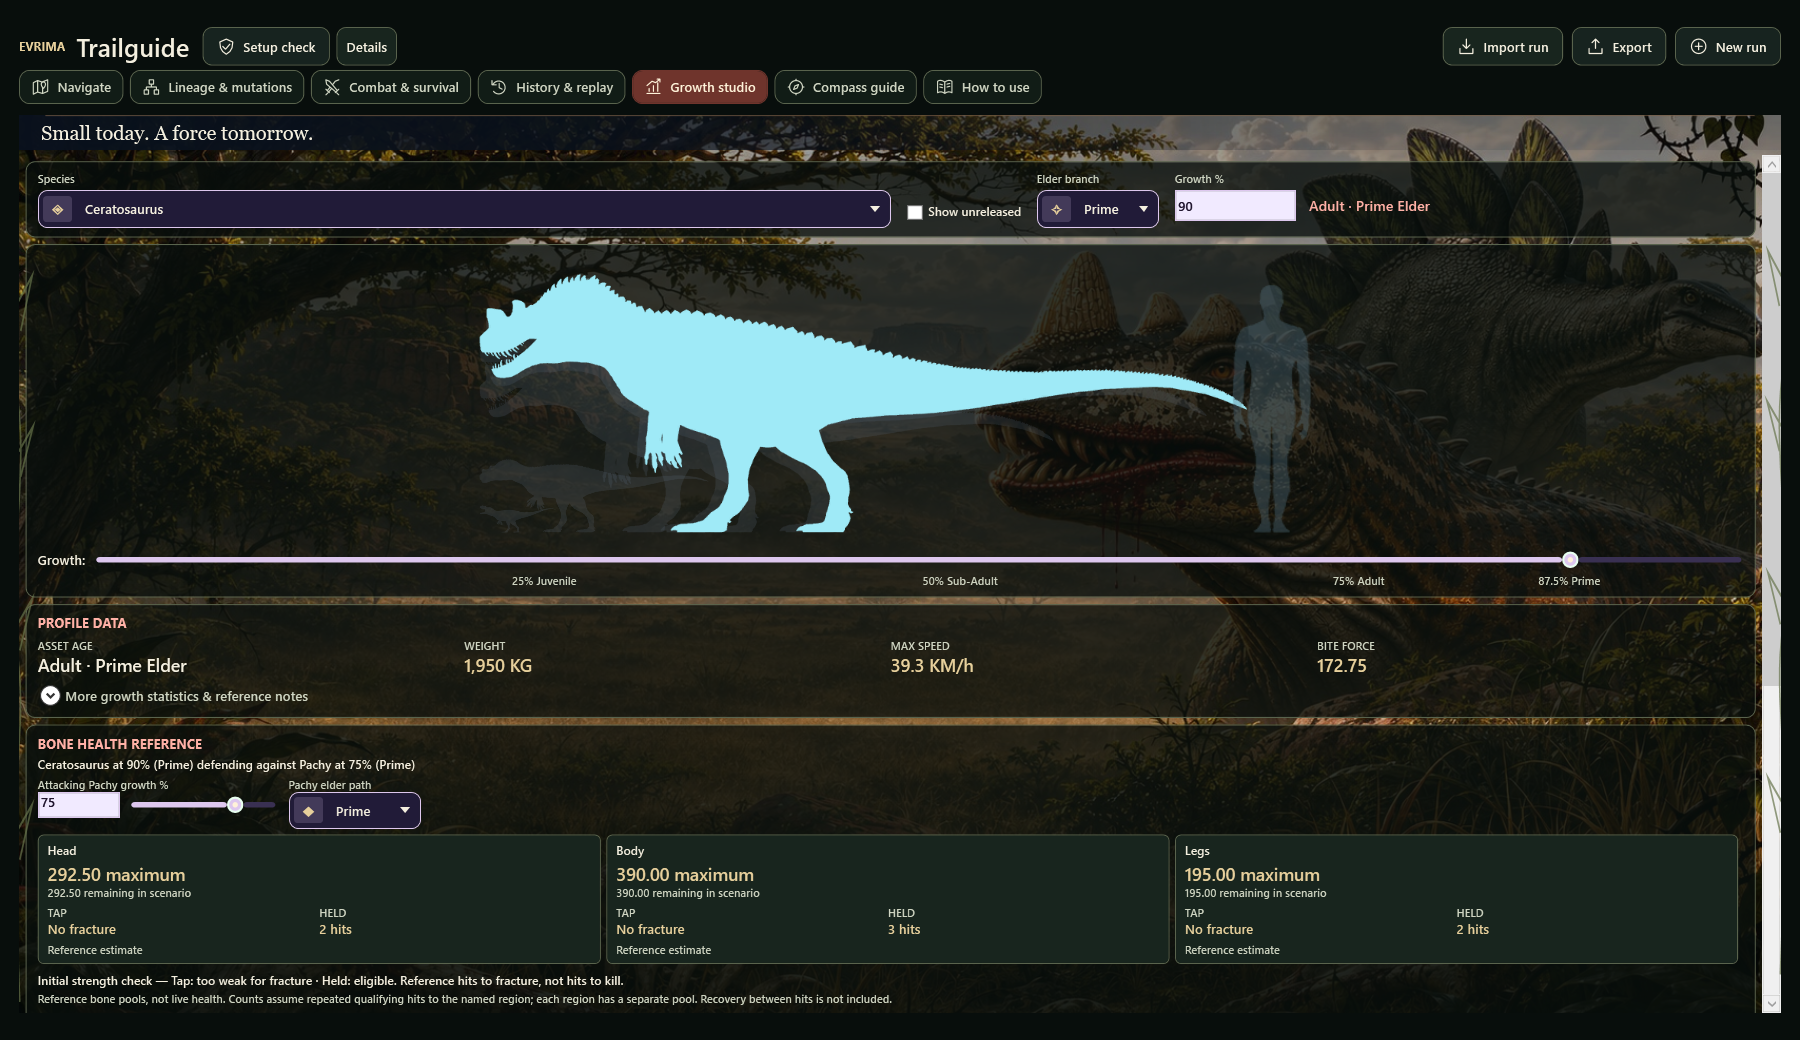 EVRIMA Trailguide Setup check Details Import run Export New run
Navigate Lineage & mutations Combat & survival History & replay Growth studio Compass guide How to use
Small today. A force tomorrow.
Species Elder branch Growth %
Ceratosaurus Show unreleased Prime 90 Adult · Prime Elder
Growth:
25% Juvenile 50% Sub-Adult 75% Adult 87.5% Prime
PROFILE DATA
ASSET AGE WEIGHT MAX SPEED BITE FORCE
Adult · Prime Elder 1,950 KG 39.3 KM/h 172.75
More growth statistics & reference notes
BONE HEALTH REFERENCE
Ceratosaurus at 90% (Prime) defending against Pachy at 75% (Prime)
Attacking Pachy growth % Pachy elder path
75 Prime
Head Body Legs
292.50 maximum 390.00 maximum 195.00 maximum
292.50 remaining in scenario 390.00 remaining in scenario 195.00 remaining in scenario
TAP HELD TAP HELD TAP HELD
No fracture 2 hits No fracture 3 hits No fracture 2 hits
Reference estimate Reference estimate Reference estimate
Initial strength check — Tap: too weak for fracture · Held: eligible. Reference hits to fracture, not hits to kill.
Reference bone pools, not live health. Counts assume repeated qualifying hits to the named region; each region has a separate pool. Recovery between hits is not included.